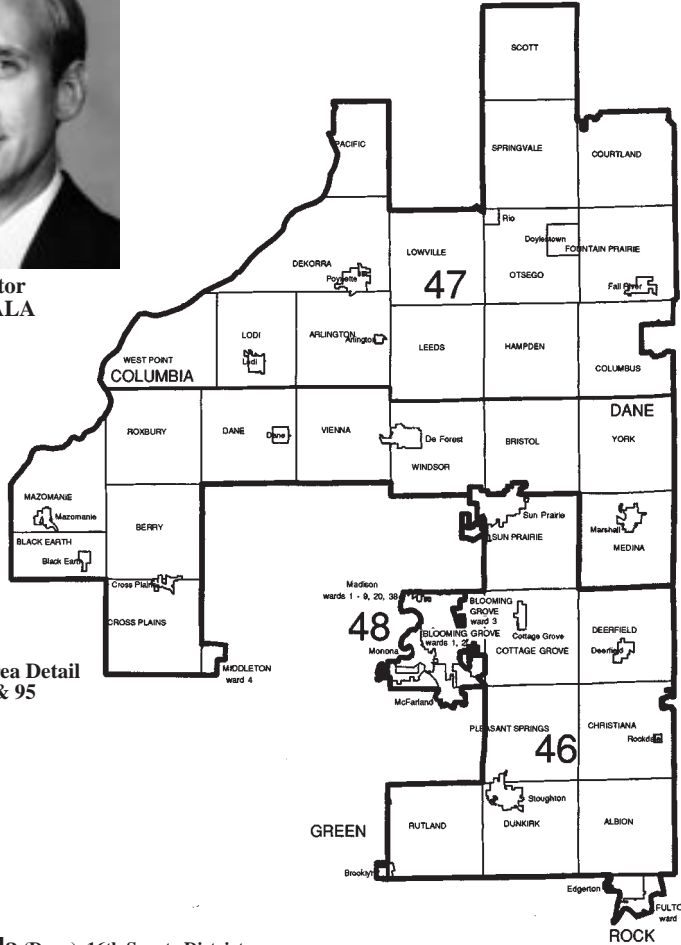 SCOTT
PACIFIC
SPRINGVALE
COURTLAND
Rio
Doylestown
FOUNTAIN PRAIRIE
LOWVILLE
OTSEGO
DEKORRA
Poynette
47
Fall River
LODI
Lodi
ARLINGTON
Arlington
LEEDS
HAMPDEN
COLUMBUS
WEST POINT
COLUMBIA
DANE
ROXBURY
DANE
Dane
VIENNA
De Forest
WINDSOR
BRISTOL
YORK
MAZOMANIE
Mazomanie
BERRY
Sun Prairie
SUN PRAIRIE
Marshall
MEDINA
BLACK EARTH
Black Earth
Cross Plains
CROSS PLAINS
Madison
wards 1 - 9, 20, 38
48
BLOOMING
GROVE
ward 3
BLOOMING GROVE
wards 1, 2
Monona
McFarland
Cottage Grove
COTTAGE GROVE
DEERFIELD
Deerfield
MIDDLETON
ward 4
ea Detail
& 95
PLEASANT SPRINGS
46
CHRISTIANA
Rockdale
Stoughton
GREEN
RUTLAND
DUNKIRK
ALBION
Brooklyn
Edgerton
FULTO
ward
ROCK
tor
ALA